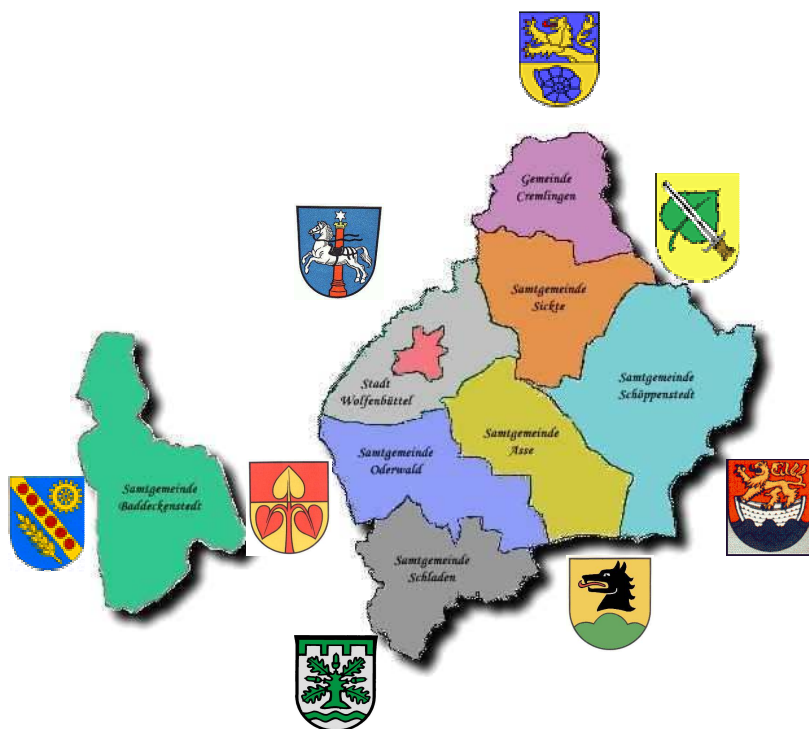 Gemeinde
Cremlingen
Samtgemeinde
Sickte
Samtgemeinde
Schöppenstedt
Stadt
Wolfenbüttel
Samtgemeinde
Asse
Samtgemeinde
Oderwald
Samtgemeinde
Baddeckenstedt
Samtgemeinde
Schladen